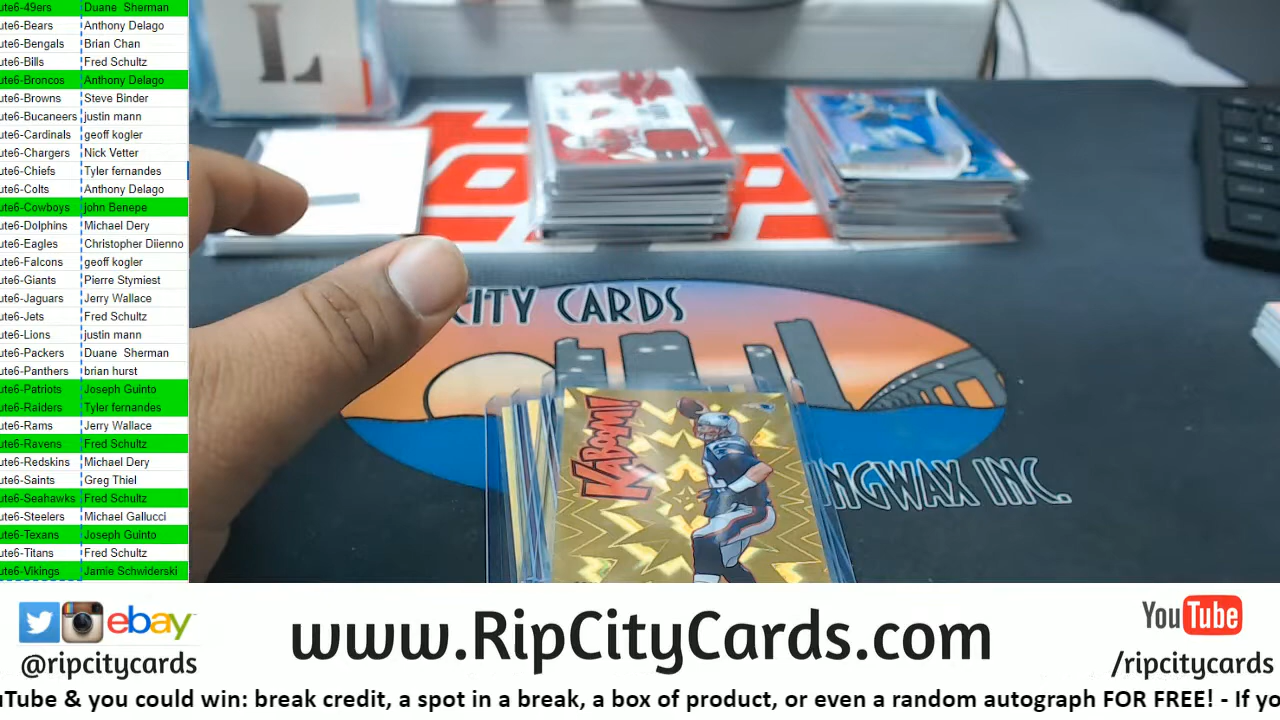 ute6-49ers Duane Sherman
ute6-Bears Anthony Delago
ute6-Bengals Brian Chan
ute6-Bills Fred Schultz
ute6-Broncos Anthony Delago
ute6-Browns Steve Binder
ute6-Bucaneers justin mann
ute6-Cardinals geoff kogler
ute6-Chargers Nick Vetter
ute6-Chiefs Tyler fernandes
ute6-Colts Anthony Delago
ute6-Cowboys john Benepe
ute6-Dolphins Michael Dery
ute6-Eagles Christopher Diienno
ute6-Falcons geoff kogler
ute6-Giants Pierre Stymiest
ute6-Jaguars Jerry Wallace
ute6-Jets Fred Schultz
ute6-Lions justin mann
ute6-Packers Duane Sherman
ute6-Panthers brian hurst
ute6-Patriots Joseph Guinto
ute6-Raiders Tyler fernandes
ute6-Rams Jerry Wallace
ute6-Ravens Fred Schultz
ute6-Redskins Michael Dery
ute6-Saints Greg Thiel
ute6-Seahawks Fred Schultz
ute6-Steelers Michael Gallucci
ute6-Texans Joseph Guinto
ute6-Titans Fred Schultz
ute6-Vikings Jamie Schwiderski
L
CITY CARDS
KABOOM!
NGWAX INC.
ebay
@ripcitycards
www.RipCityCards.com
YouTube
/ripcitycards
uTube & you could win: break credit, a spot in a break, a box of product, or even a random autograph FOR FREE! - If yo